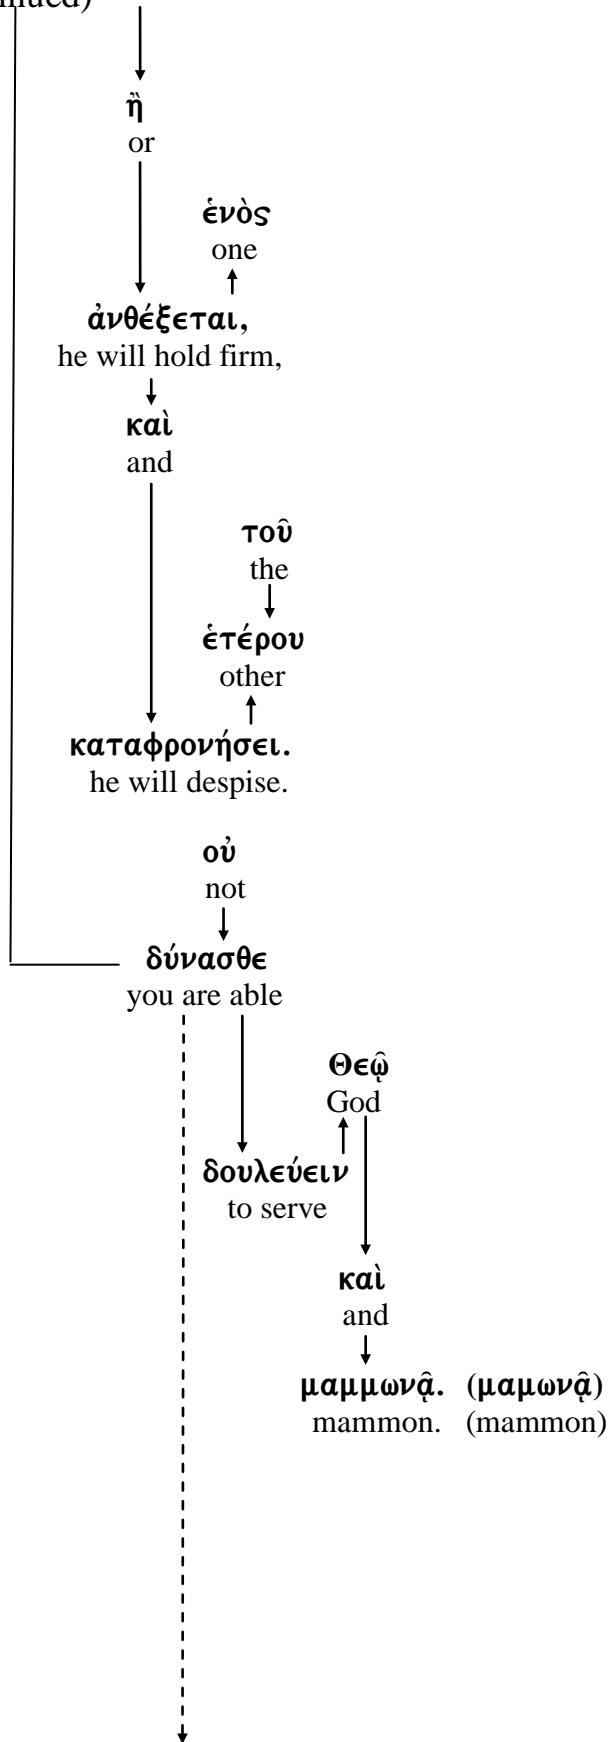 ἢ
or
ἑνὸς
one
ἀνθέξεται,
he will hold firm,
καὶ
and
τοῦ
the
ἑτέρου
other
καταφρονήσει.
he will despise.
οὐ
not
δύνασθε
you are able
Θεῷ
God
δουλεύειν
to serve
καὶ
and
μαμμωνᾷ. (μαμωνᾷ)
mammon. (mammon)